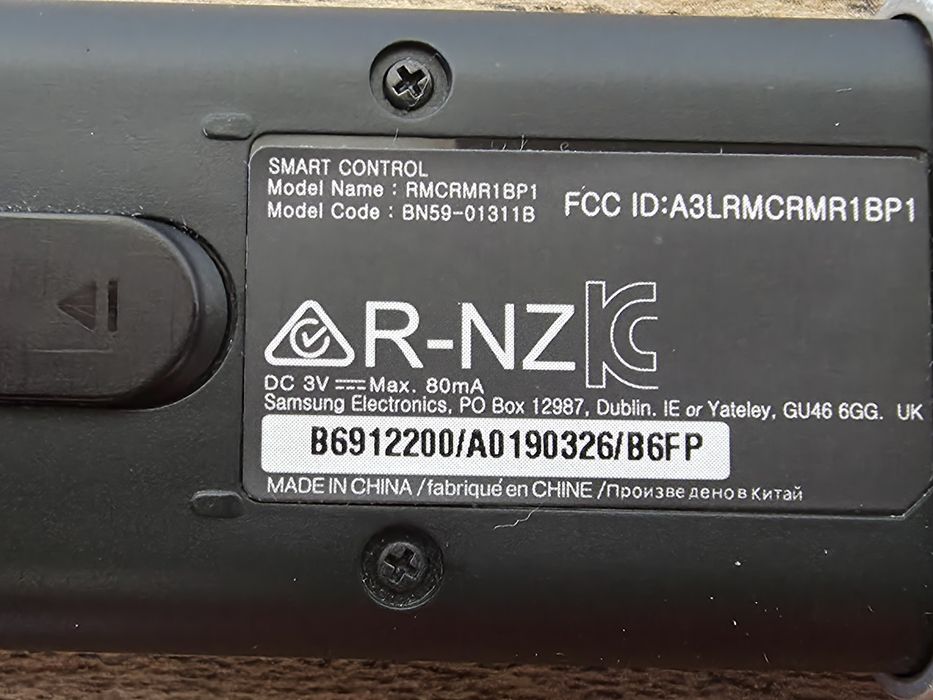 SMART CONTROL
Model Name : RMCRMR1BP1
Model Code : BN59-01311B
FCC ID:A3LRMCRMR1BP1
R-NZ
DC 3V Max. 80mA
Samsung Electronics, PO Box 12987, Dublin. IE or Yateley, GU46 6GG. UK
B6912200/A0190326/B6FP
MADE IN CHINA /fabriqué en CHINE /Произведено в Китай